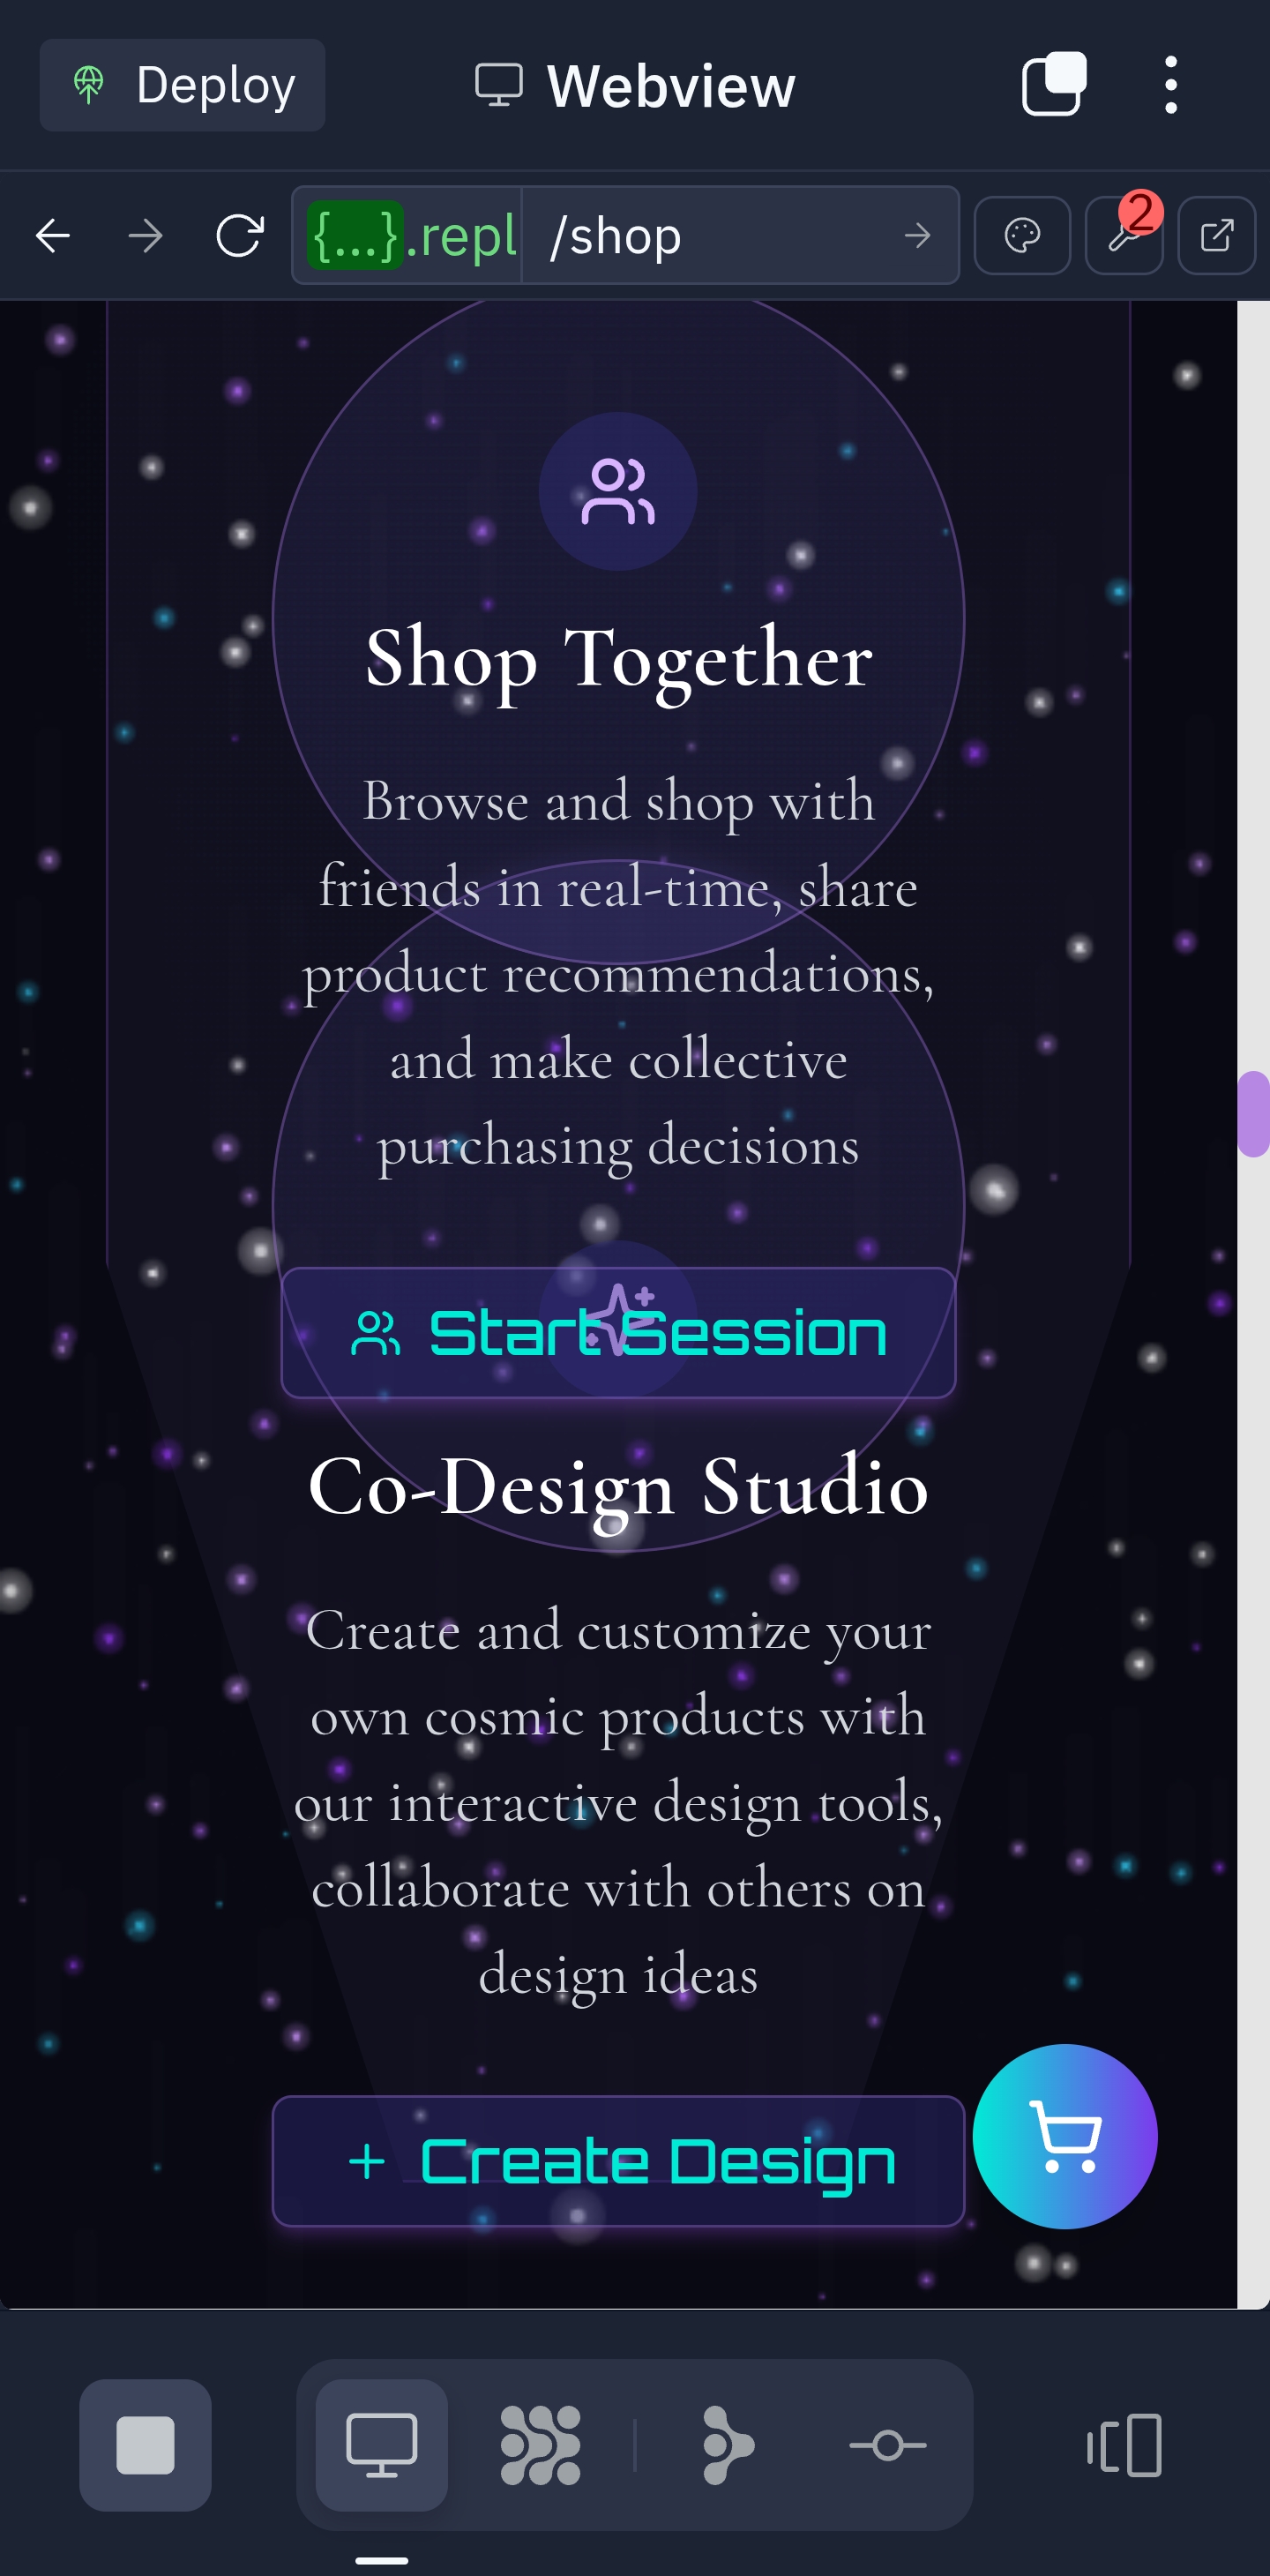 Deploy
Webview
{...}.repl
/shop
2
Shop Together
Browse and shop with
friends in real-time, share
product recommendations,
and make collective
purchasing decisions
Start Session
Co-Design Studio
Create and customize your
own cosmic products with
our interactive design tools,
collaborate with others on
design ideas
+ Create Design